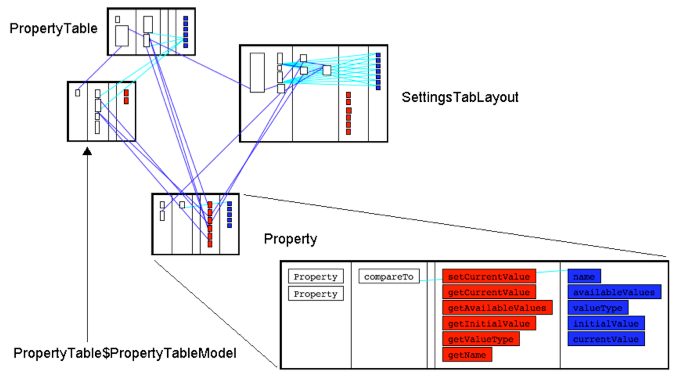 PropertyTable
SettingsTabLayout
Property
Property compareTo setCurrentValue name
Property getCurrentValue availableValues
getAvailableValues valueType
getInitialValue initialValue
getValueType currentValue
getName
PropertyTable$PropertyTableModel